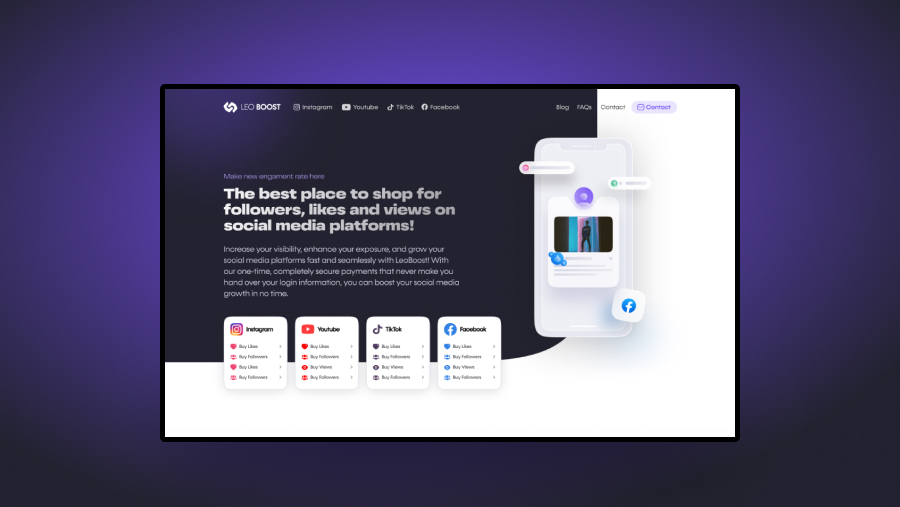 LEO BOOST
Instagram
Youtube
TikTok
Facebook
Blog
FAQs
Contact
Contact
Make new engament rate here
The best place to shop for
followers, likes and views on
social media platforms!
Increase your visibility, enhance your exposure, and grow your
social media platforms fast and seamlessly with LeoBoost! With
our one-time, completely secure payments that never make you
hand over your login information, you can boost your social media
growth in no time.
Instagram
Buy Likes
Buy Followers
Buy Likes
Buy Followers
Youtube
Buy Likes
Buy Followers
Buy Views
Buy Followers
TikTok
Buy Likes
Buy Followers
Buy Views
Buy Followers
Facebook
Buy Likes
Buy Followers
Buy Views
Buy Followers